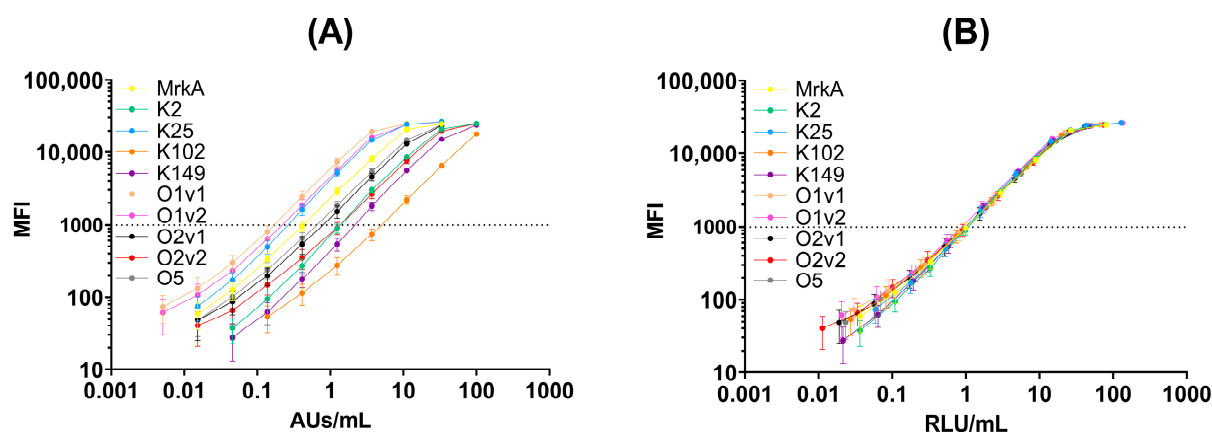 (A)
100,000
10,000
1000
100
10
MFI
MrkA
K2
K25
K102
K149
O1v1
O1v2
O2v1
O2v2
O5
0.001 0.01 0.1 1 10 100 1000
AUs/mL
(B)
100,000
10,000
1000
100
10
MFI
MrkA
K2
K25
K102
K149
O1v1
O1v2
O2v1
O2v2
O5
0.001 0.01 0.1 1 10 100 1000
RLU/mL